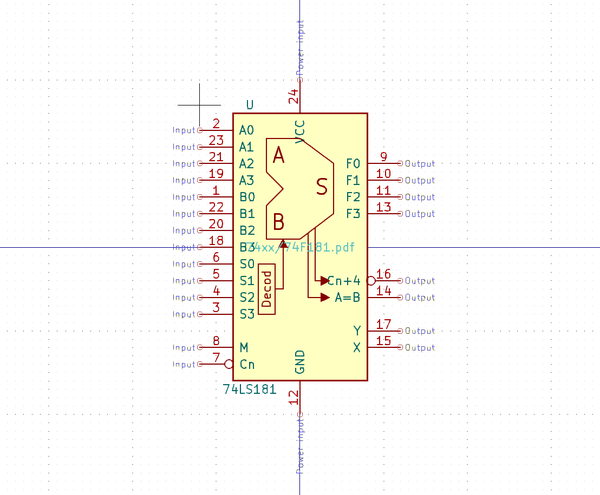 Power input
24
U
VCC
Input 2 A0
Input 23 A1
Input 21 A2
Input 19 A3
Input 1 B0
Input 22 B1
Input 20 B2
Input 18 B3
Input 6 S0
Input 5 S1
Input 4 S2
Input 3 S3
Input 8 M
Input 7 Cn
A
B
S
Decod
74xx/74F181.pdf
F0 9 Output
F1 10 Output
F2 11 Output
F3 13 Output
Cn+4 16 Output
A=B 14 Output
Y 17 Output
X 15 Output
GND
74LS181
12
Power input